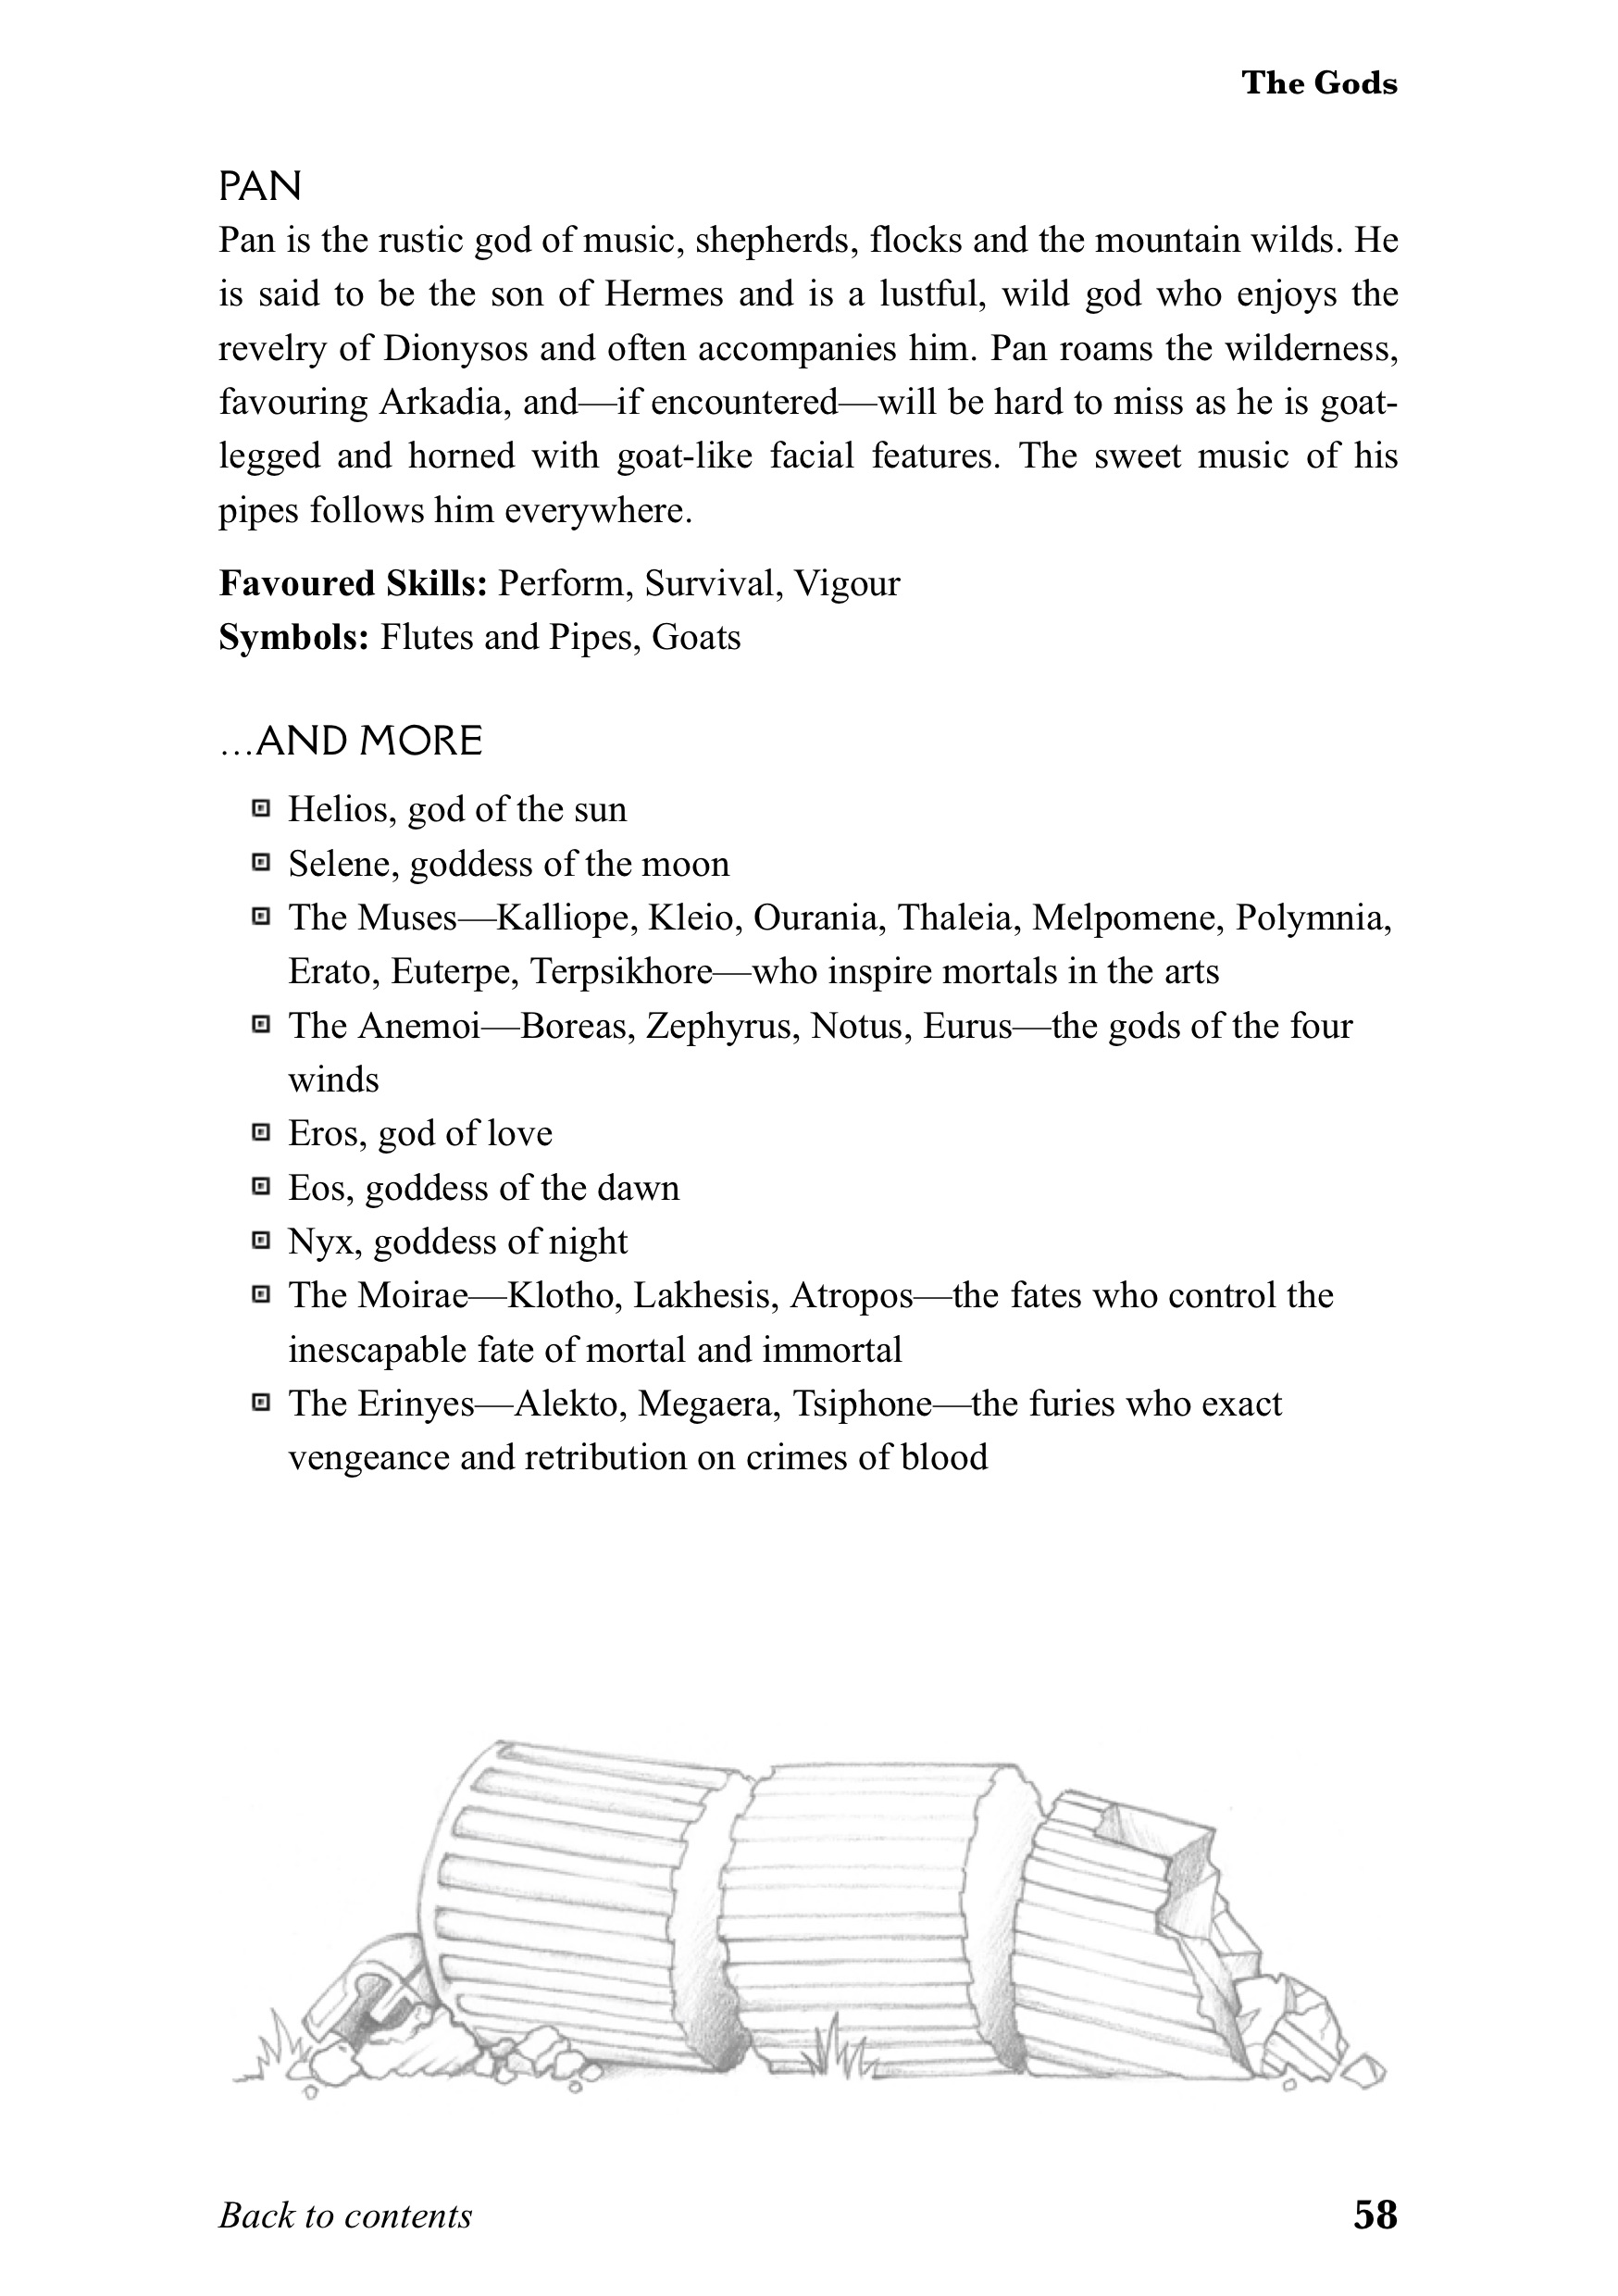 The Gods
PAN
Pan is the rustic god of music, shepherds, flocks and the mountain wilds. He
is said to be the son of Hermes and is a lustful, wild god who enjoys the
revelry of Dionysos and often accompanies him. Pan roams the wilderness,
favouring Arkadia, and—if encountered—will be hard to miss as he is goat-
legged and horned with goat-like facial features. The sweet music of his
pipes follows him everywhere.
Favoured Skills: Perform, Survival, Vigour
Symbols: Flutes and Pipes, Goats
…AND MORE
Helios, god of the sun
Selene, goddess of the moon
The Muses—Kalliope, Kleio, Ourania, Thaleia, Melpomene, Polymnia,
Erato, Euterpe, Terpsikhore—who inspire mortals in the arts
The Anemoi—Boreas, Zephyrus, Notus, Eurus—the gods of the four
winds
Eros, god of love
Eos, goddess of the dawn
Nyx, goddess of night
The Moirae—Klotho, Lakhesis, Atropos—the fates who control the
inescapable fate of mortal and immortal
The Erinyes—Alekto, Megaera, Tsiphone—the furies who exact
vengeance and retribution on crimes of blood
Back to contents
58